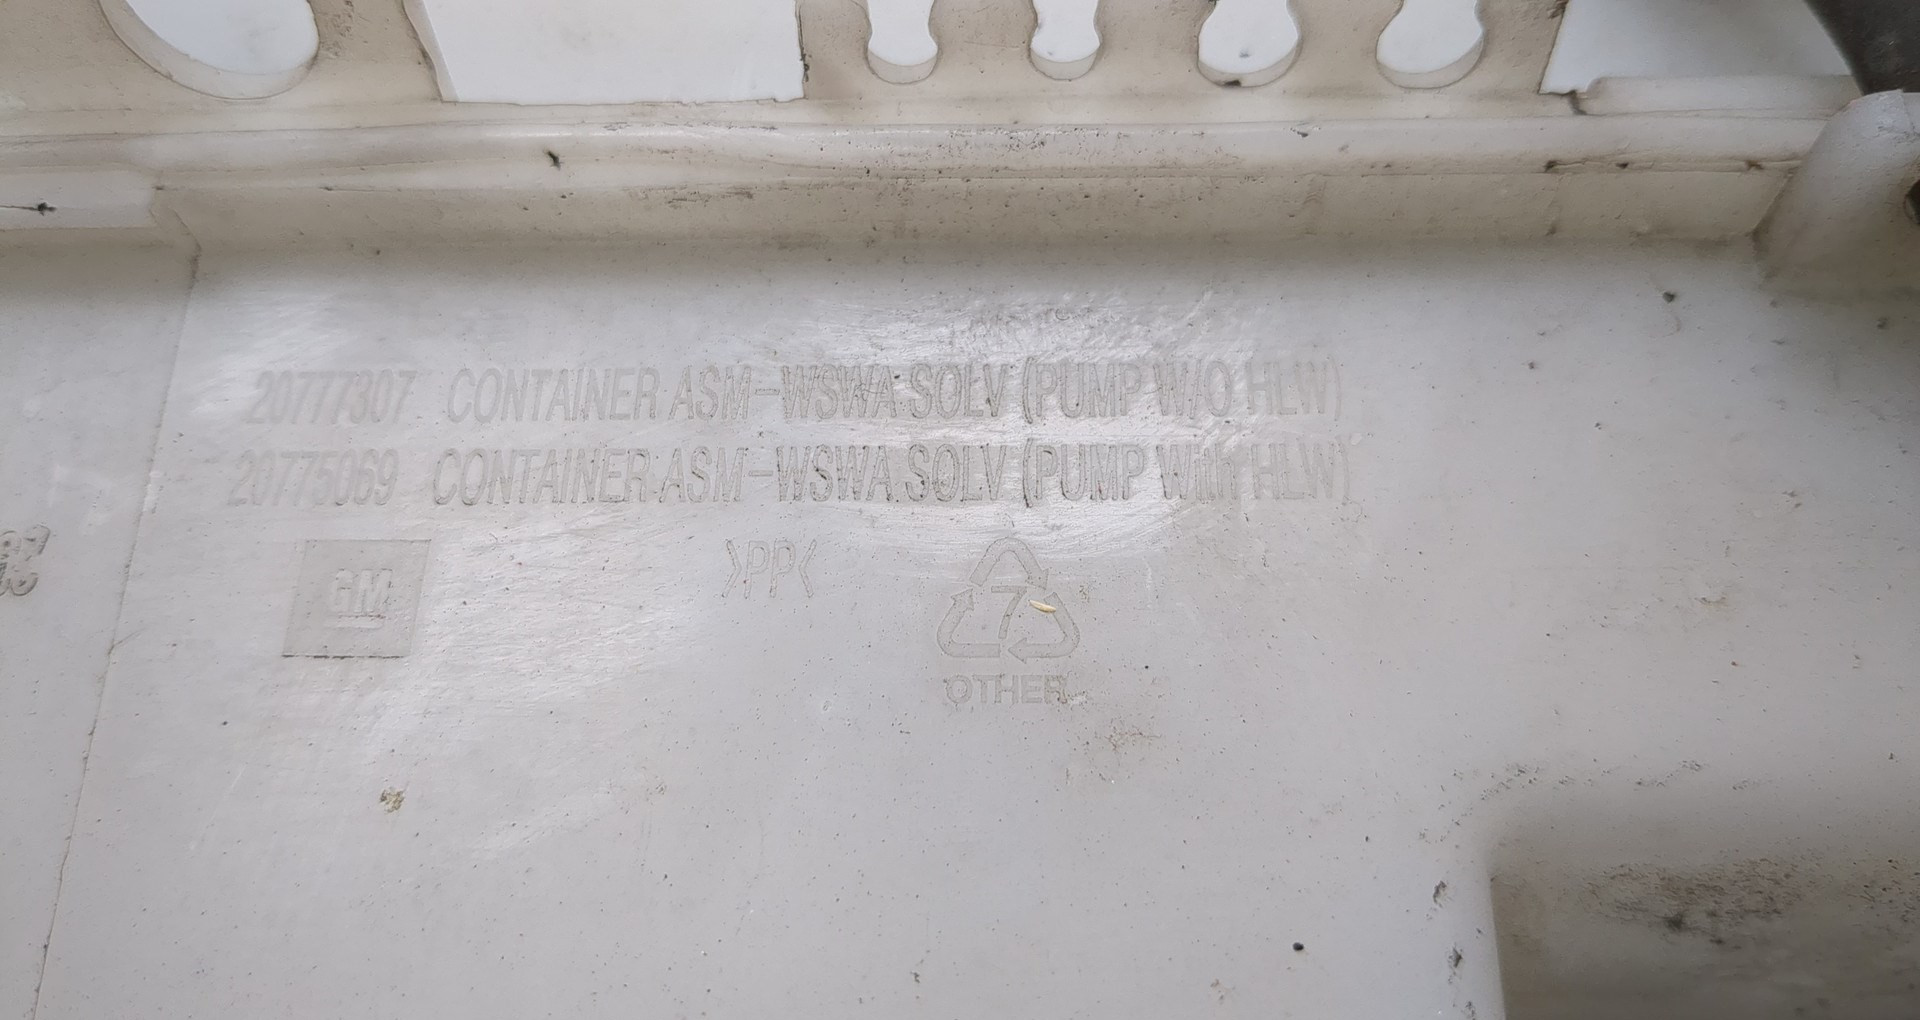 20777307 CONTAINER ASM-WSWA SOLV (PUMP W/O HLW)
20775069 CONTAINER ASM-WSWA SOLV (PUMP With HLW)
GM
>PP<
7
OTHER